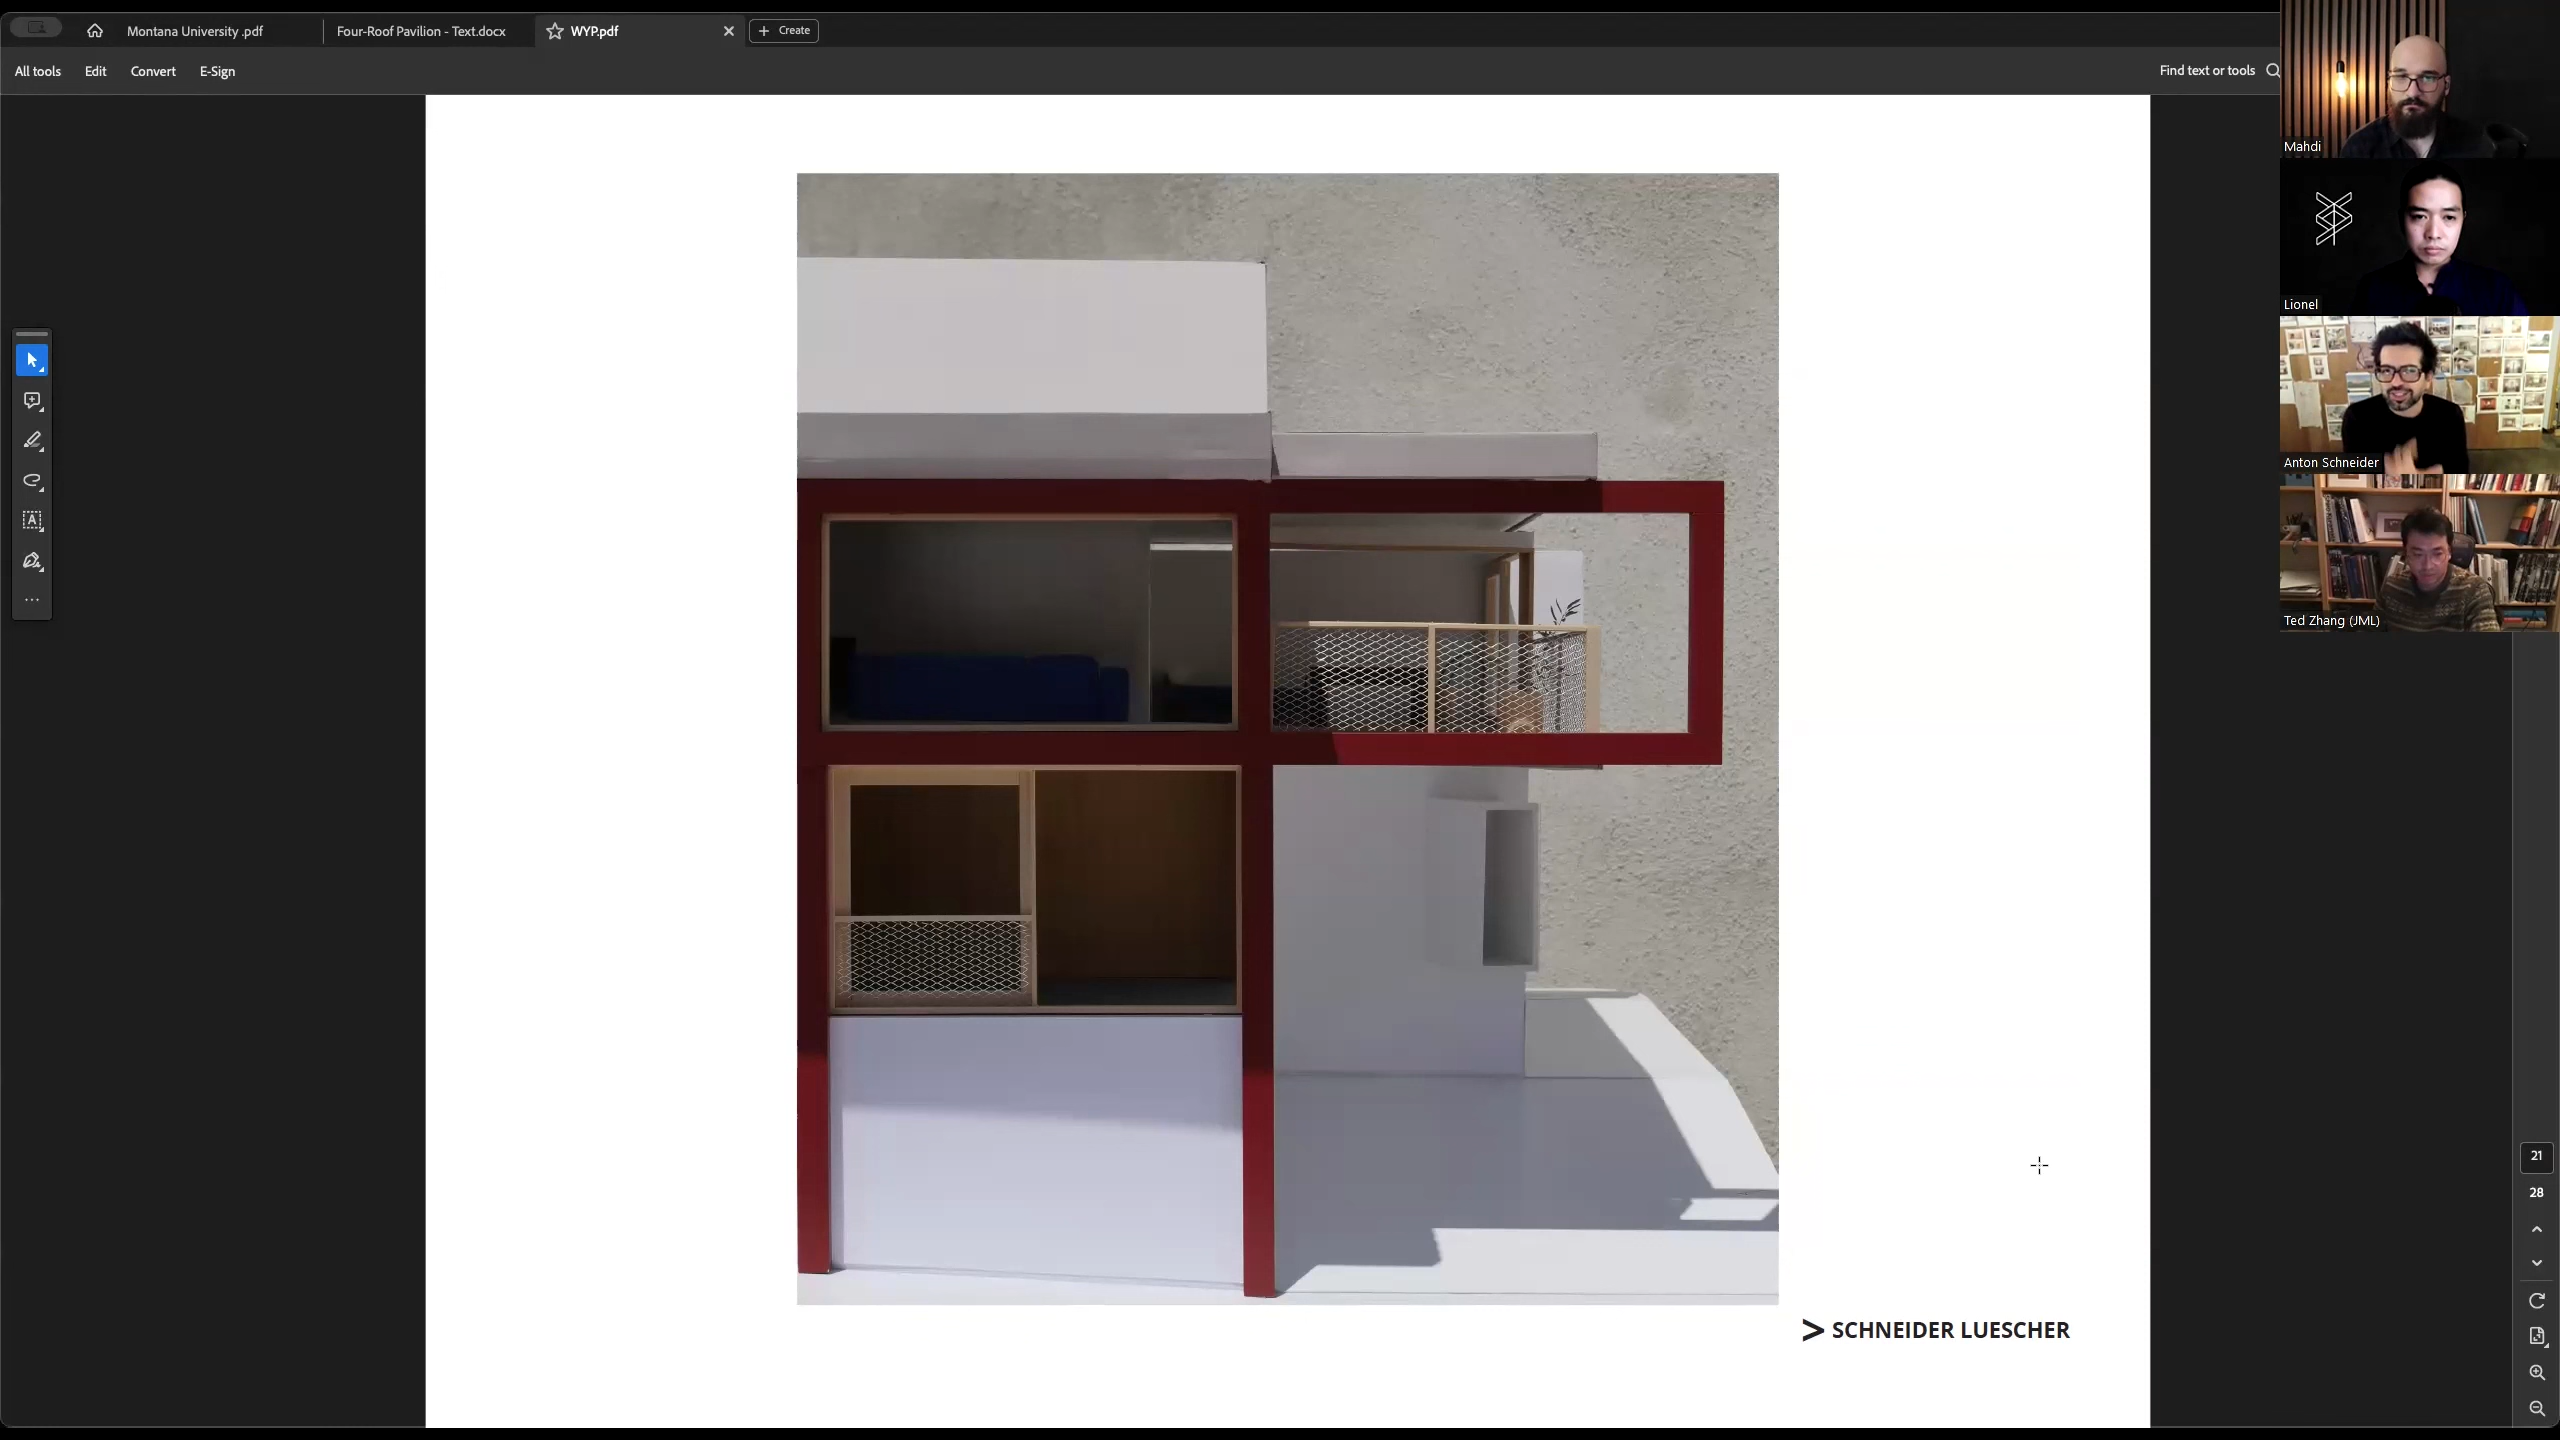 Montana University .pdf
Four-Roof Pavilion - Text.docx
WYP.pdf
Create
All tools
Edit
Convert
E-Sign
Find text or tools
Mahdi
Lionel
Anton Schneider
Ted Zhang (JML)
21
28
> SCHNEIDER LUESCHER